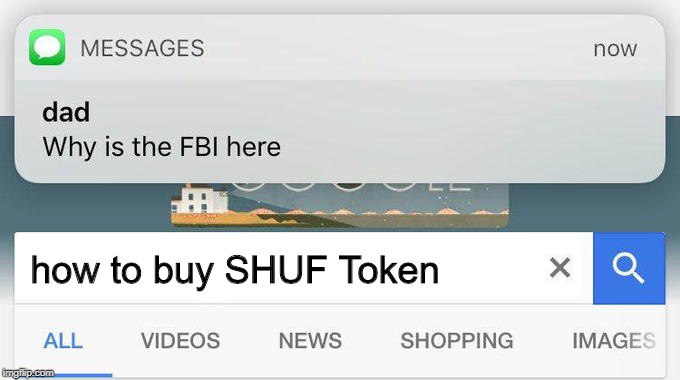 MESSAGES now
dad
Why is the FBI here
how to buy SHUF Token ×
ALL VIDEOS NEWS SHOPPING IMAGES
imgflip.com